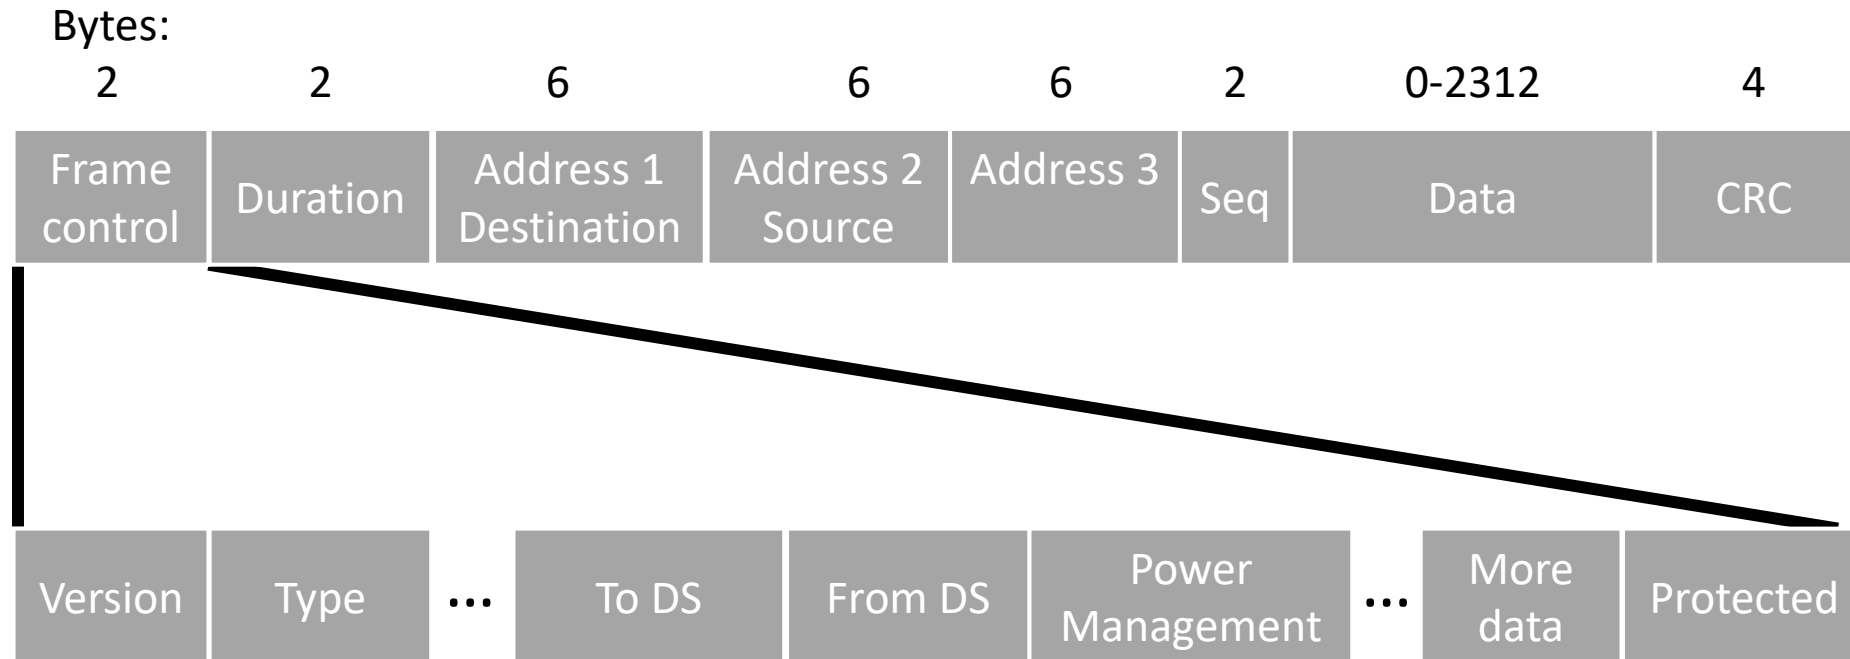 Bytes:
2 2 6 6 6 2 0-2312 4
Frame control Duration Address 1 Destination Address 2 Source Address 3 Seq Data CRC
Version Type ... To DS From DS Power Management ... More data Protected